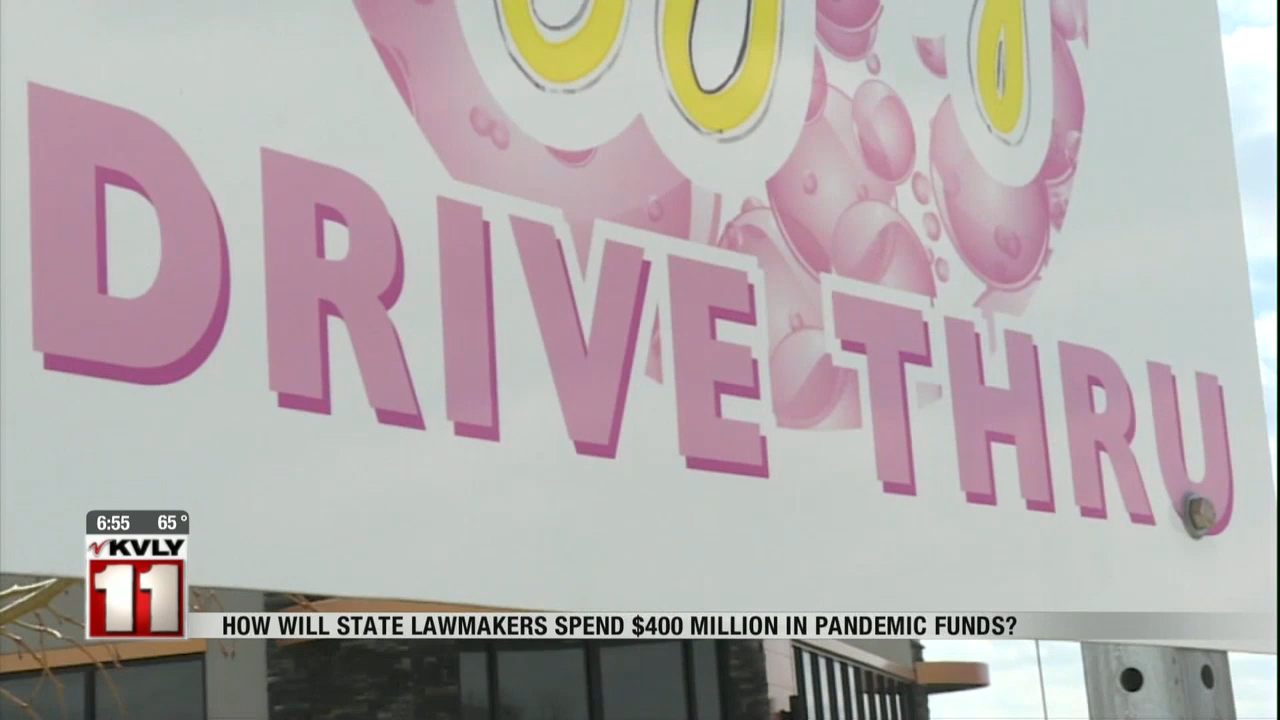 DRIVE THRU
6:55 65°
KVLY
11
HOW WILL STATE LAWMAKERS SPEND $400 MILLION IN PANDEMIC FUNDS?